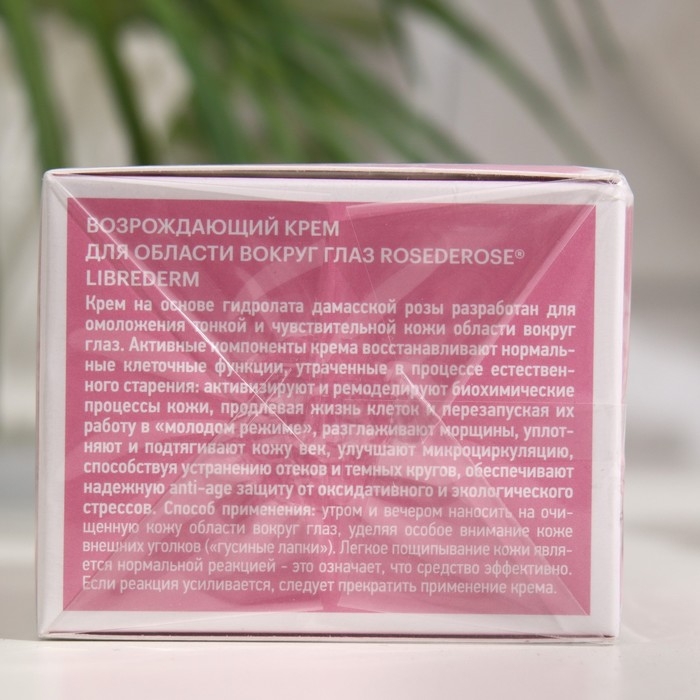 ВОЗРОЖДАЮЩИЙ КРЕМ
ДЛЯ ОБЛАСТИ ВОКРУГ ГЛАЗ ROSEDEROSE®
LIBREDERM
Крем на основе гидролата дамасской розы разработан для
омоложения тонкой и чувствительной кожи области вокруг
глаз. Активные компоненты крема восстанавливают нормаль-
ные клеточные функции, утраченные в процессе естествен-
ного старения: активизируют и ремоделируют биохимические
процессы кожи, продлевая жизнь клеток и перезапуская их
работу в «молодом режиме», разглаживают морщины, уплот-
няют и подтягивают кожу век, улучшают микроциркуляцию,
способствуя устранению отеков и темных кругов, обеспечивают
надежную anti-age защиту от оксидативного и экологического
стрессов. Способ применения: утром и вечером наносить на очи-
щенную кожу области вокруг глаз, уделяя особое внимание коже
внешних уголков («гусиные лапки»). Легкое пощипывание кожи явля-
ется нормальной реакцией - это означает, что средство эффективно.
Если реакция усиливается, следует прекратить применение крема.